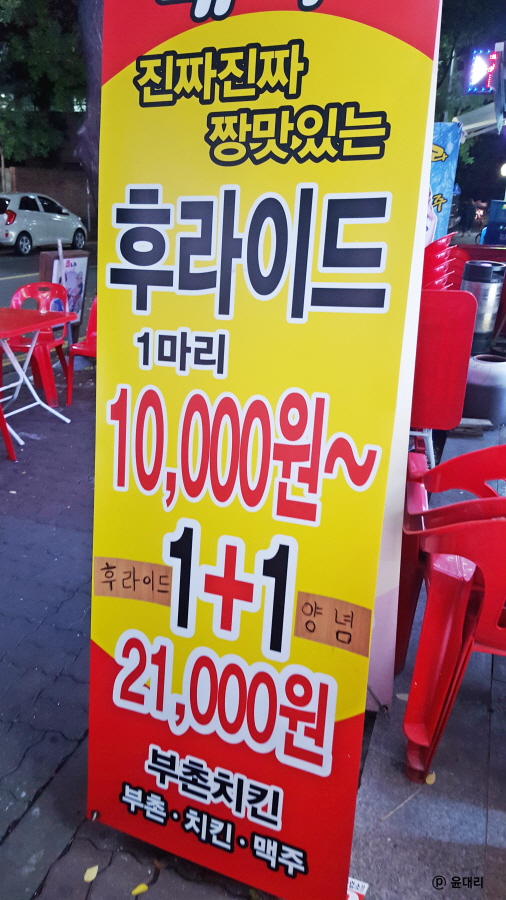 진짜진짜
짱맛있는
후라이드
1마리
10,000원~
후라이드 1+1 양념
21,000원
부촌치킨
부촌·치킨·맥주
ⓟ 윤대리